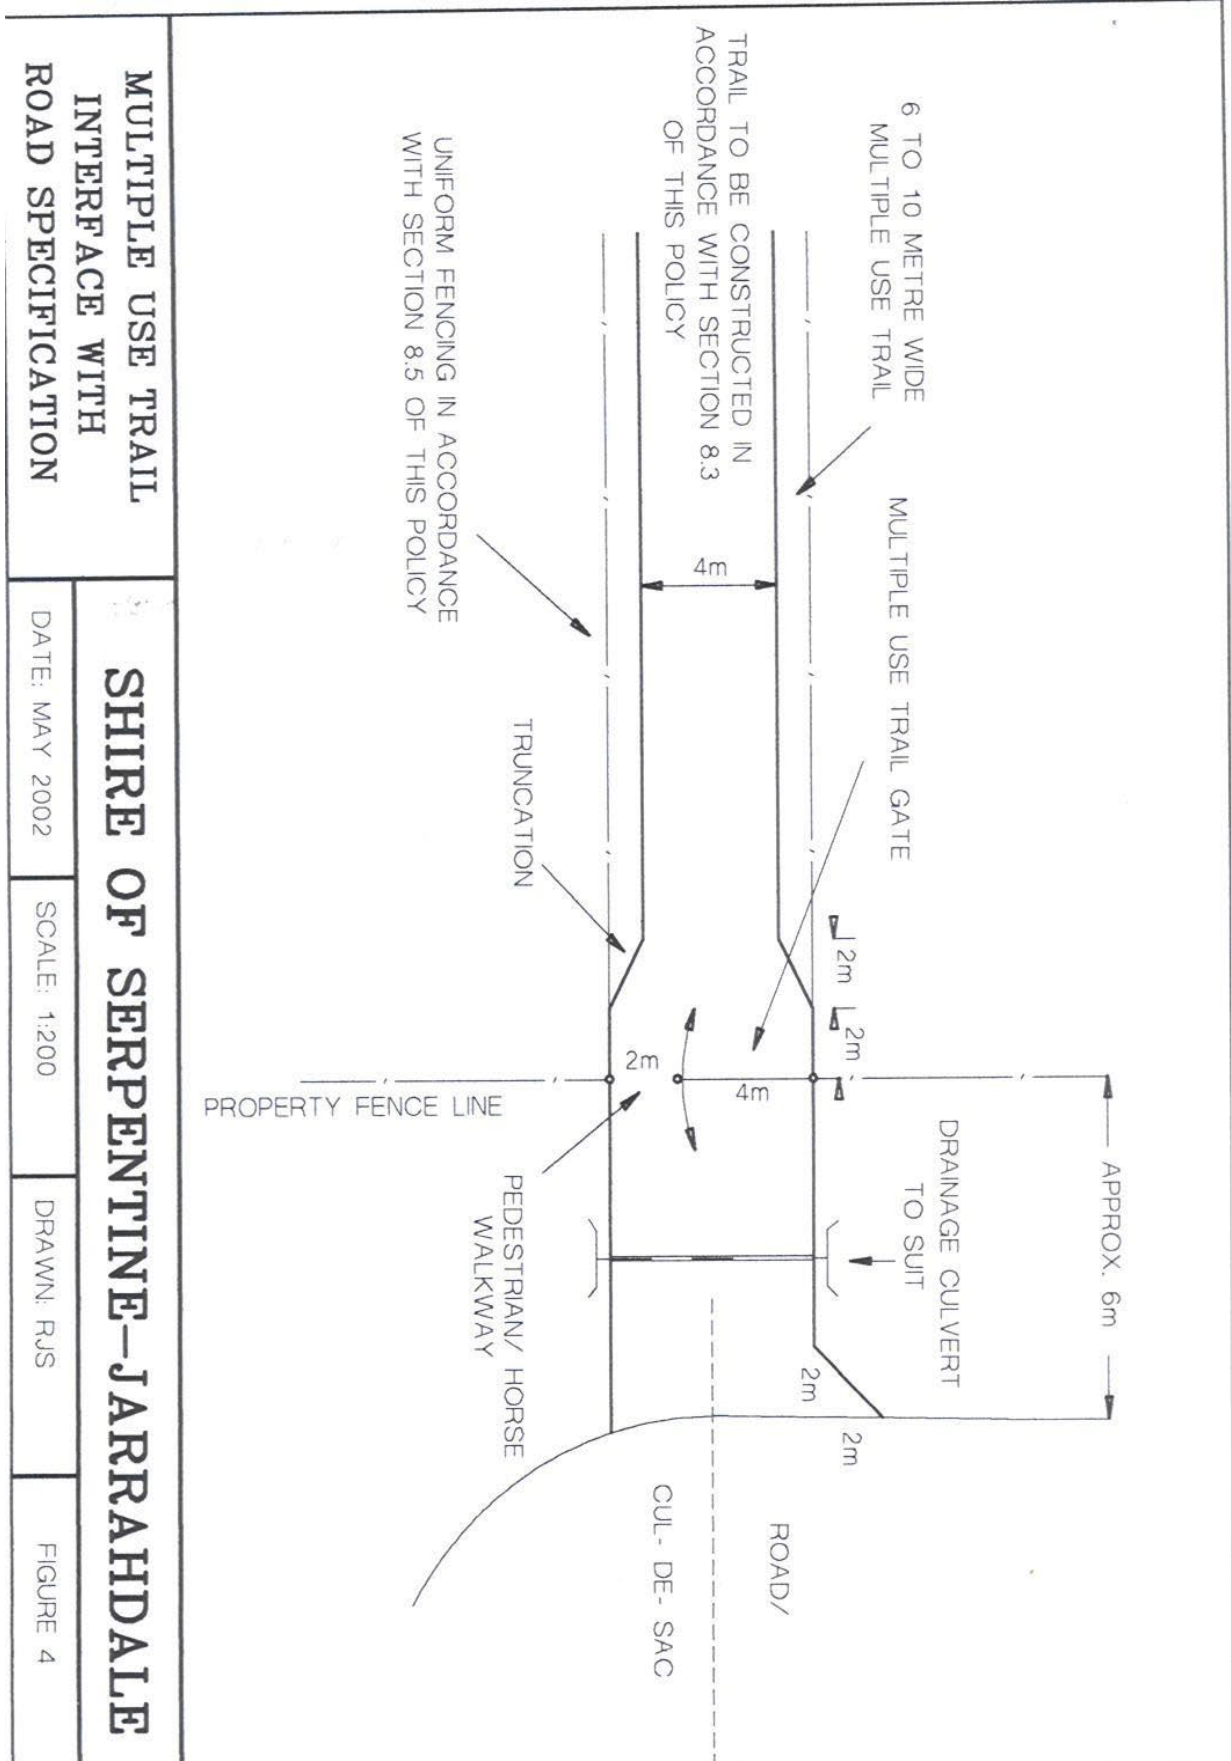 6 TO 10 METRE WIDE
MULTIPLE USE TRAIL
TRAIL TO BE CONSTRUCTED IN
ACCORDANCE WITH SECTION 8.3
OF THIS POLICY
UNIFORM FENCING IN ACCORDANCE
WITH SECTION 8.5 OF THIS POLICY
MULTIPLE USE TRAIL GATE
4m
TRUNCATION
2m
2m
2m
4m
PROPERTY FENCE LINE
APPROX. 6m
DRAINAGE CULVERT
TO SUIT
PEDESTRIAN/ HORSE
WALKWAY
2m
2m
ROAD/
CUL- DE- SAC
MULTIPLE USE TRAIL
INTERFACE WITH
ROAD SPECIFICATION
SHIRE OF SERPENTINE-JARRAHDALE
DATE: MAY 2002
SCALE: 1:200
DRAWN: RJS
FIGURE 4